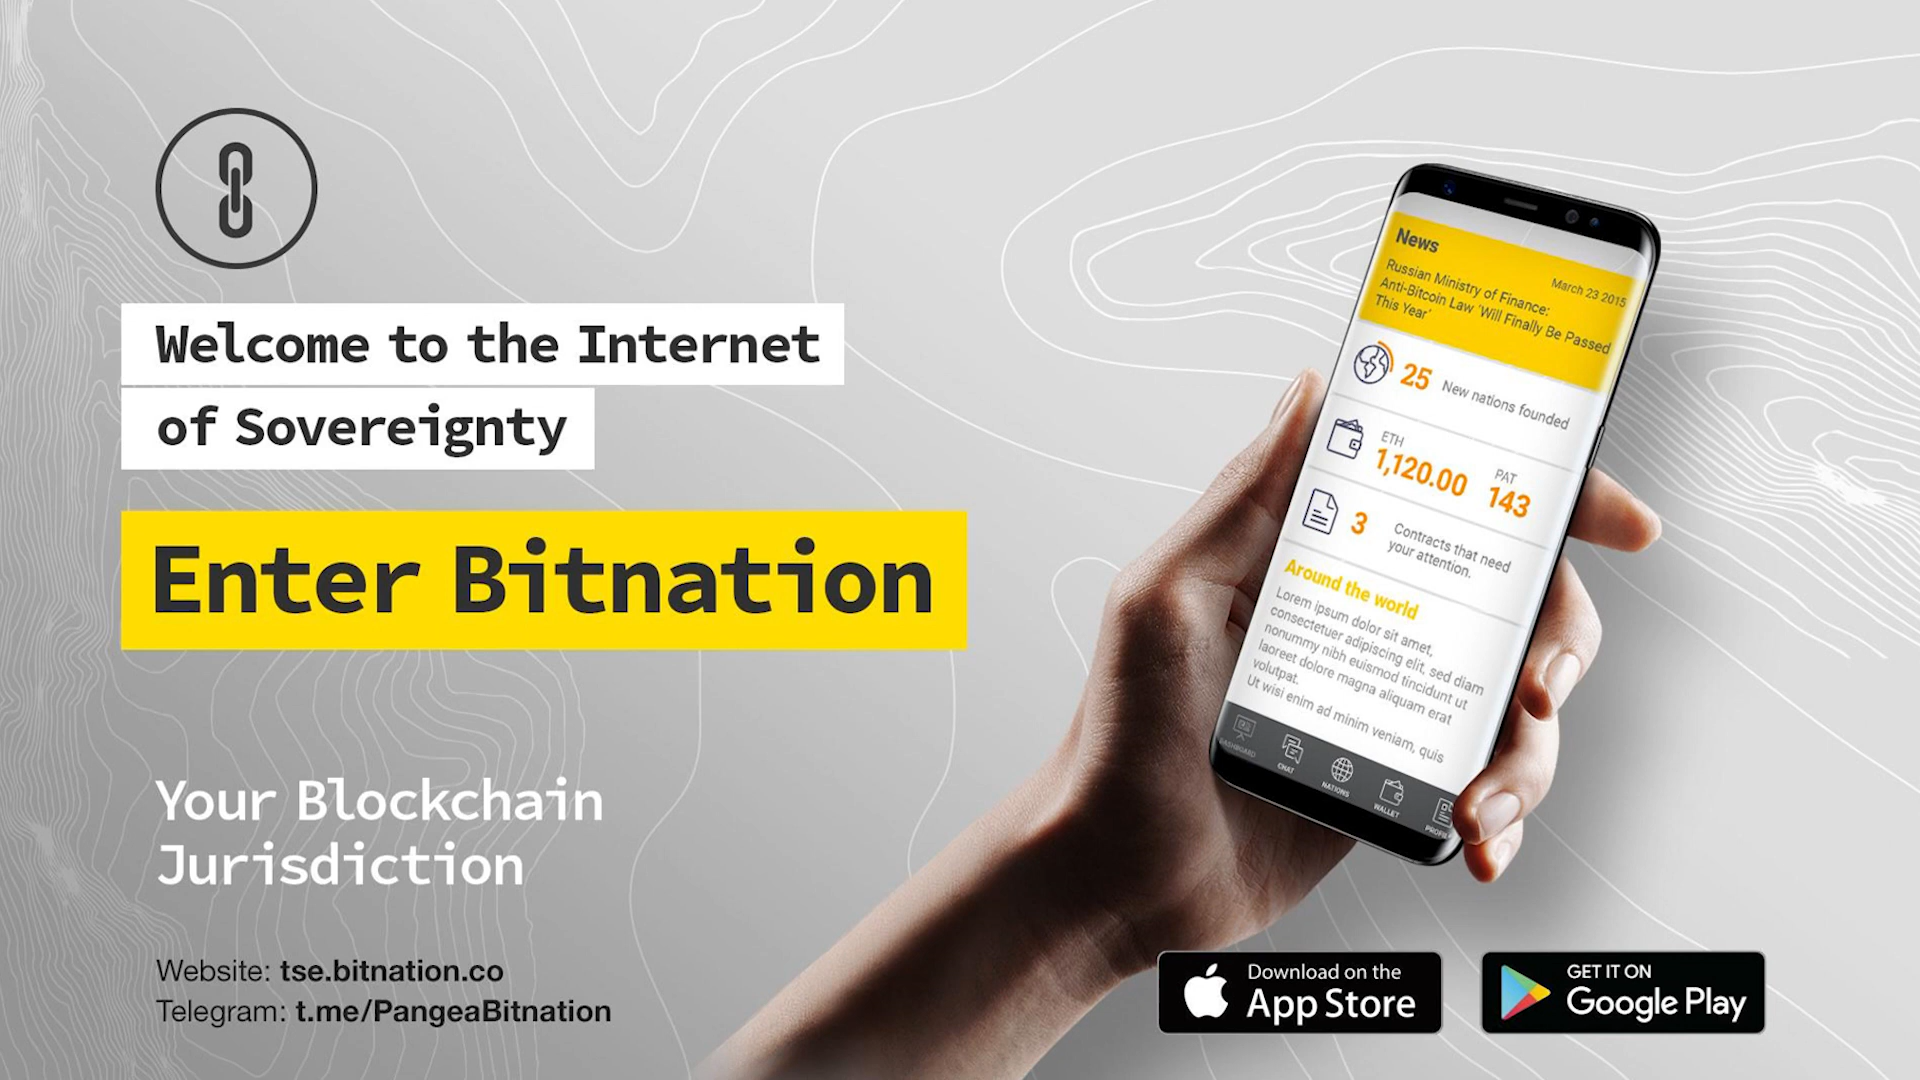 Welcome to the Internet
of Sovereignty
Enter Bitnation
Your Blockchain
Jurisdiction
Website: tse.bitnation.co
Telegram: t.me/PangeaBitnation
News
March 23 2015
Russian Ministry of Finance:
Anti-Bitcoin Law 'Will Finally Be Passed
This Year'
25 New nations founded
ETH
1,120.00
PAT
143
3
Contracts that need
your attention.
Around the world
Lorem ipsum dolor sit amet,
consectetuer adipiscing elit, sed diam
nonummy nibh euismod tincidunt ut
laoreet dolore magna aliquam erat
volutpat.
Ut wisi enim ad minim veniam, quis
DASHBOARD
CHAT
NATIONS
WALLET
Download on the
App Store
GET IT ON
Google Play